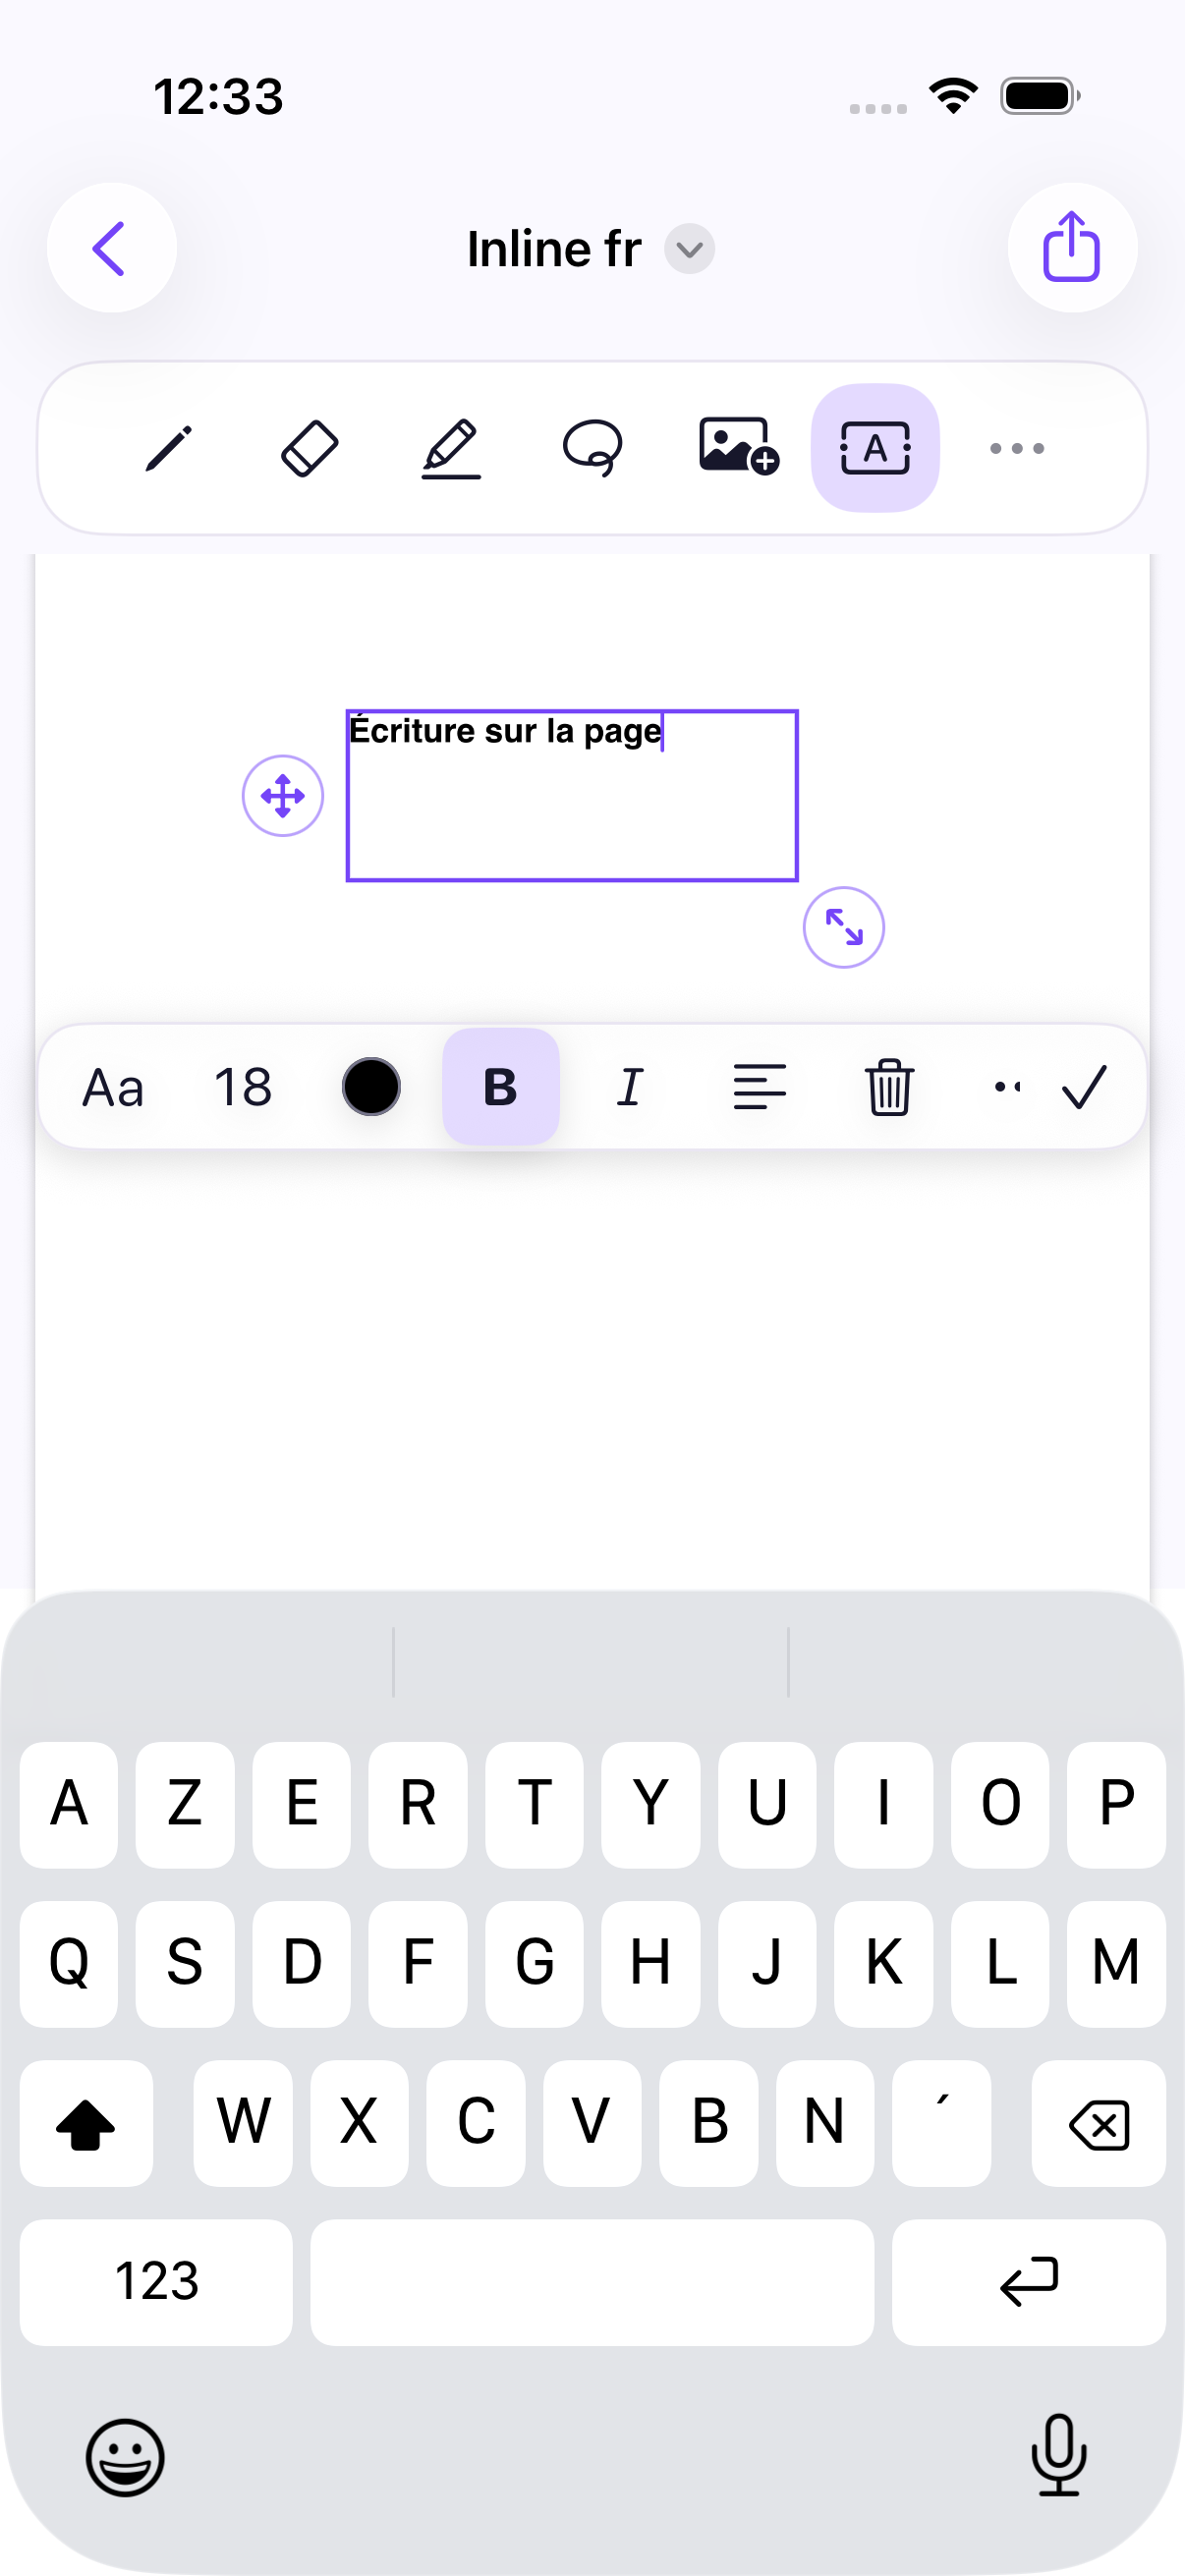 12:33
Inline fr
A
Écriture sur la page
Aa 18 B I
A Z E R T Y U I O P
Q S D F G H J K L M
W X C V B N ´
123